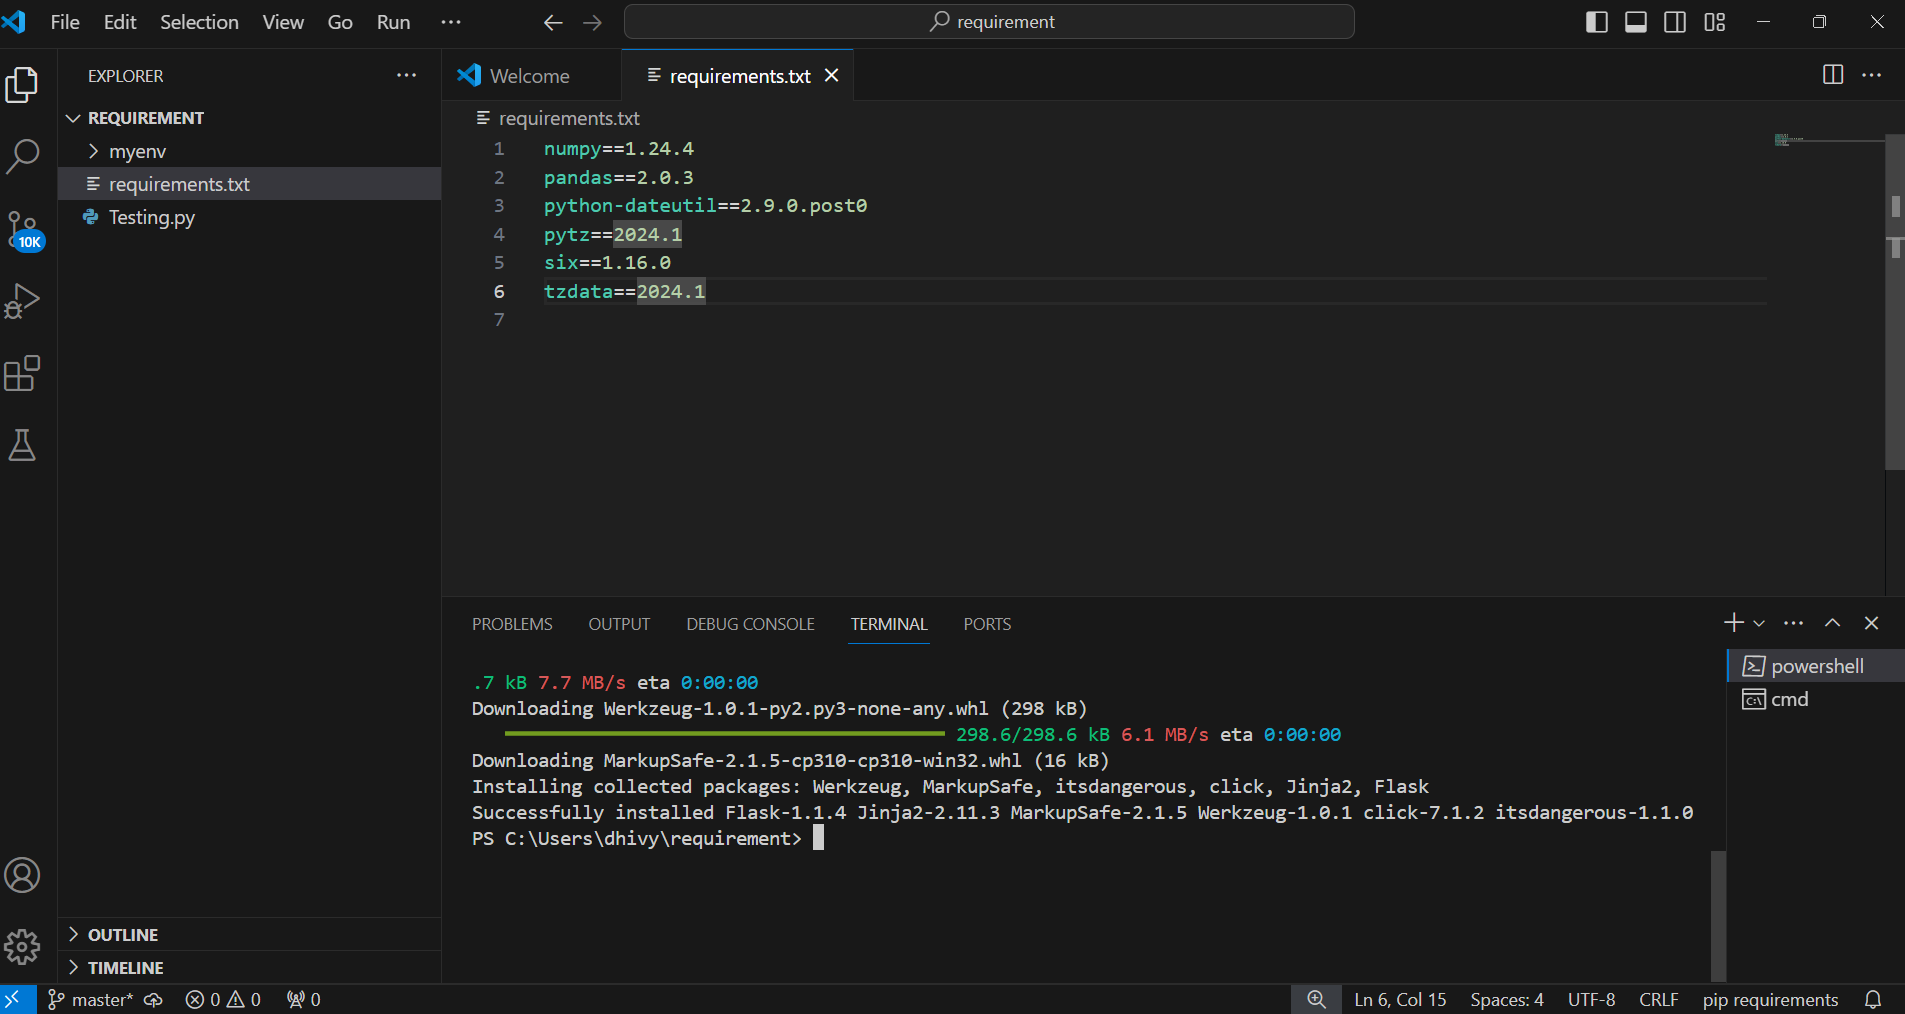 File Edit Selection View Go Run ···
requirement
EXPLORER ···
REQUIREMENT
myenv
requirements.txt
Testing.py
10K
OUTLINE
TIMELINE
Welcome
requirements.txt
requirements.txt
1 numpy==1.24.4
2 pandas==2.0.3
3 python-dateutil==2.9.0.post0
4 pytz==2024.1
5 six==1.16.0
6 tzdata==2024.1
7
PROBLEMS OUTPUT DEBUG CONSOLE TERMINAL PORTS
.7 kB 7.7 MB/s eta 0:00:00
Downloading Werkzeug-1.0.1-py2.py3-none-any.whl (298 kB)
298.6/298.6 kB 6.1 MB/s eta 0:00:00
Downloading MarkupSafe-2.1.5-cp310-cp310-win32.whl (16 kB)
Installing collected packages: Werkzeug, MarkupSafe, itsdangerous, click, Jinja2, Flask
Successfully installed Flask-1.1.4 Jinja2-2.11.3 MarkupSafe-2.1.5 Werkzeug-1.0.1 click-7.1.2 itsdangerous-1.1.0
PS C:\Users\dhivy\requirement>
powershell
cmd
master* 0 0 0 Ln 6, Col 15 Spaces: 4 UTF-8 CRLF pip requirements